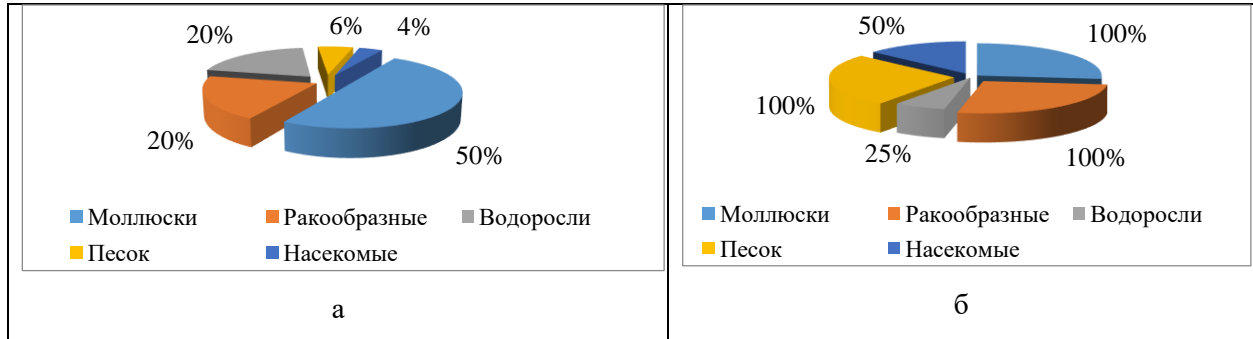 20%
6%
4%
20%
50%
Моллюски Ракообразные Водоросли
Песок Насекомые
а
50%
100%
100%
25%
100%
Моллюски Ракообразные Водоросли
Песок Насекомые
б